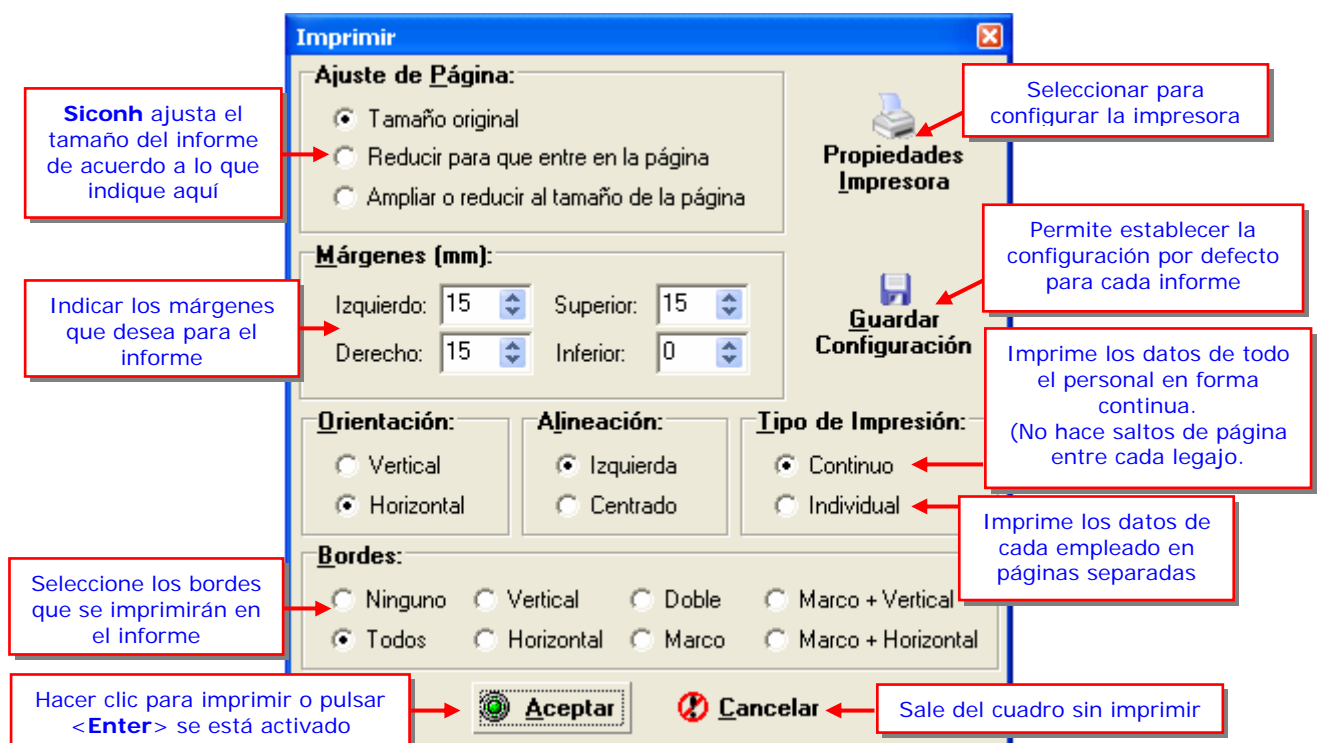 Imprimir
Ajuste de Página:
Tamaño original
Reducir para que entre en la página
Ampliar o reducir al tamaño de la página
Siconh ajusta el
tamaño del informe
de acuerdo a lo que
indique aquí
Propiedades
Impresora
Seleccionar para
configurar la impresora
Márgenes (mm):
Izquierdo: 15 Superior: 15
Derecho: 15 Inferior: 0
Indicar los márgenes
que desea para el
informe
Guardar
Configuración
Permite establecer la
configuración por defecto
para cada informe
Orientación:
Vertical
Horizontal
Alineación:
Izquierda
Centrado
Tipo de Impresión:
Continuo
Individual
Imprime los datos de todo
el personal en forma
continua.
(No hace saltos de página
entre cada legajo.
Imprime los datos de
cada empleado en
páginas separadas
Bordes:
Ninguno Vertical Doble Marco + Vertical
Todos Horizontal Marco Marco + Horizontal
Seleccione los bordes
que se imprimirán en
el informe
Hacer clic para imprimir o pulsar
<Enter> se está activado
Aceptar
Cancelar
Sale del cuadro sin imprimir